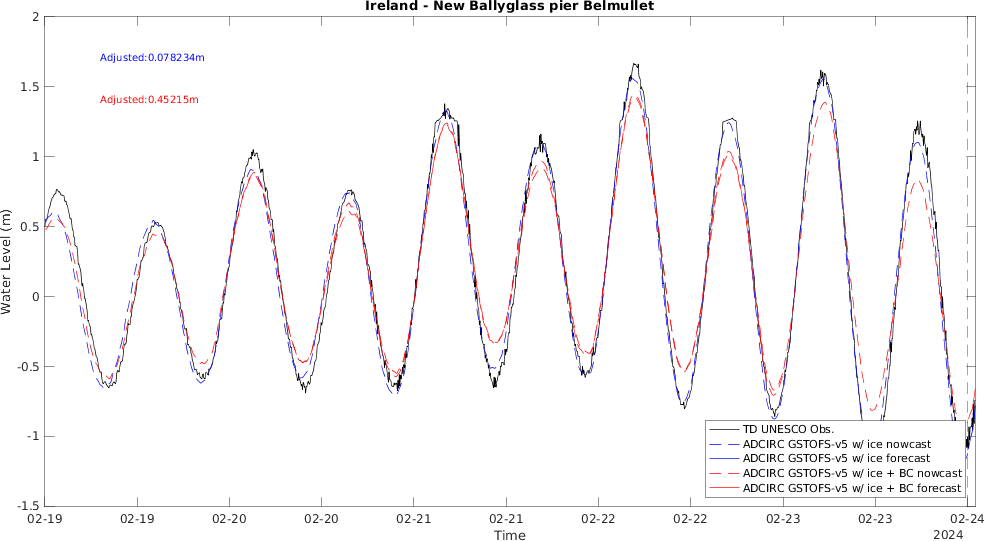 Ireland - New Ballyglass pier Belmullet
Adjusted:0.078234m
Adjusted:0.45215m
Water Level (m)
2
1.5
1
0.5
0
-0.5
-1
-1.5
TD UNESCO Obs.
ADCIRC GSTOFS-v5 w/ ice nowcast
ADCIRC GSTOFS-v5 w/ ice forecast
ADCIRC GSTOFS-v5 w/ ice + BC nowcast
ADCIRC GSTOFS-v5 w/ ice + BC forecast
02-19 02-19 02-20 02-20 02-21 02-21 02-22 02-22 02-23 02-23 02-24
Time
2024